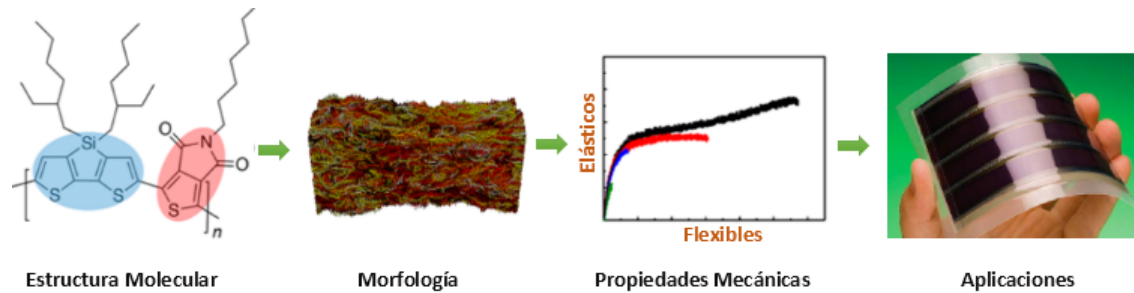 Si
N
O
O
S
S
S
n
Elásticos
Flexibles
Estructura Molecular
Morfología
Propiedades Mecánicas
Aplicaciones